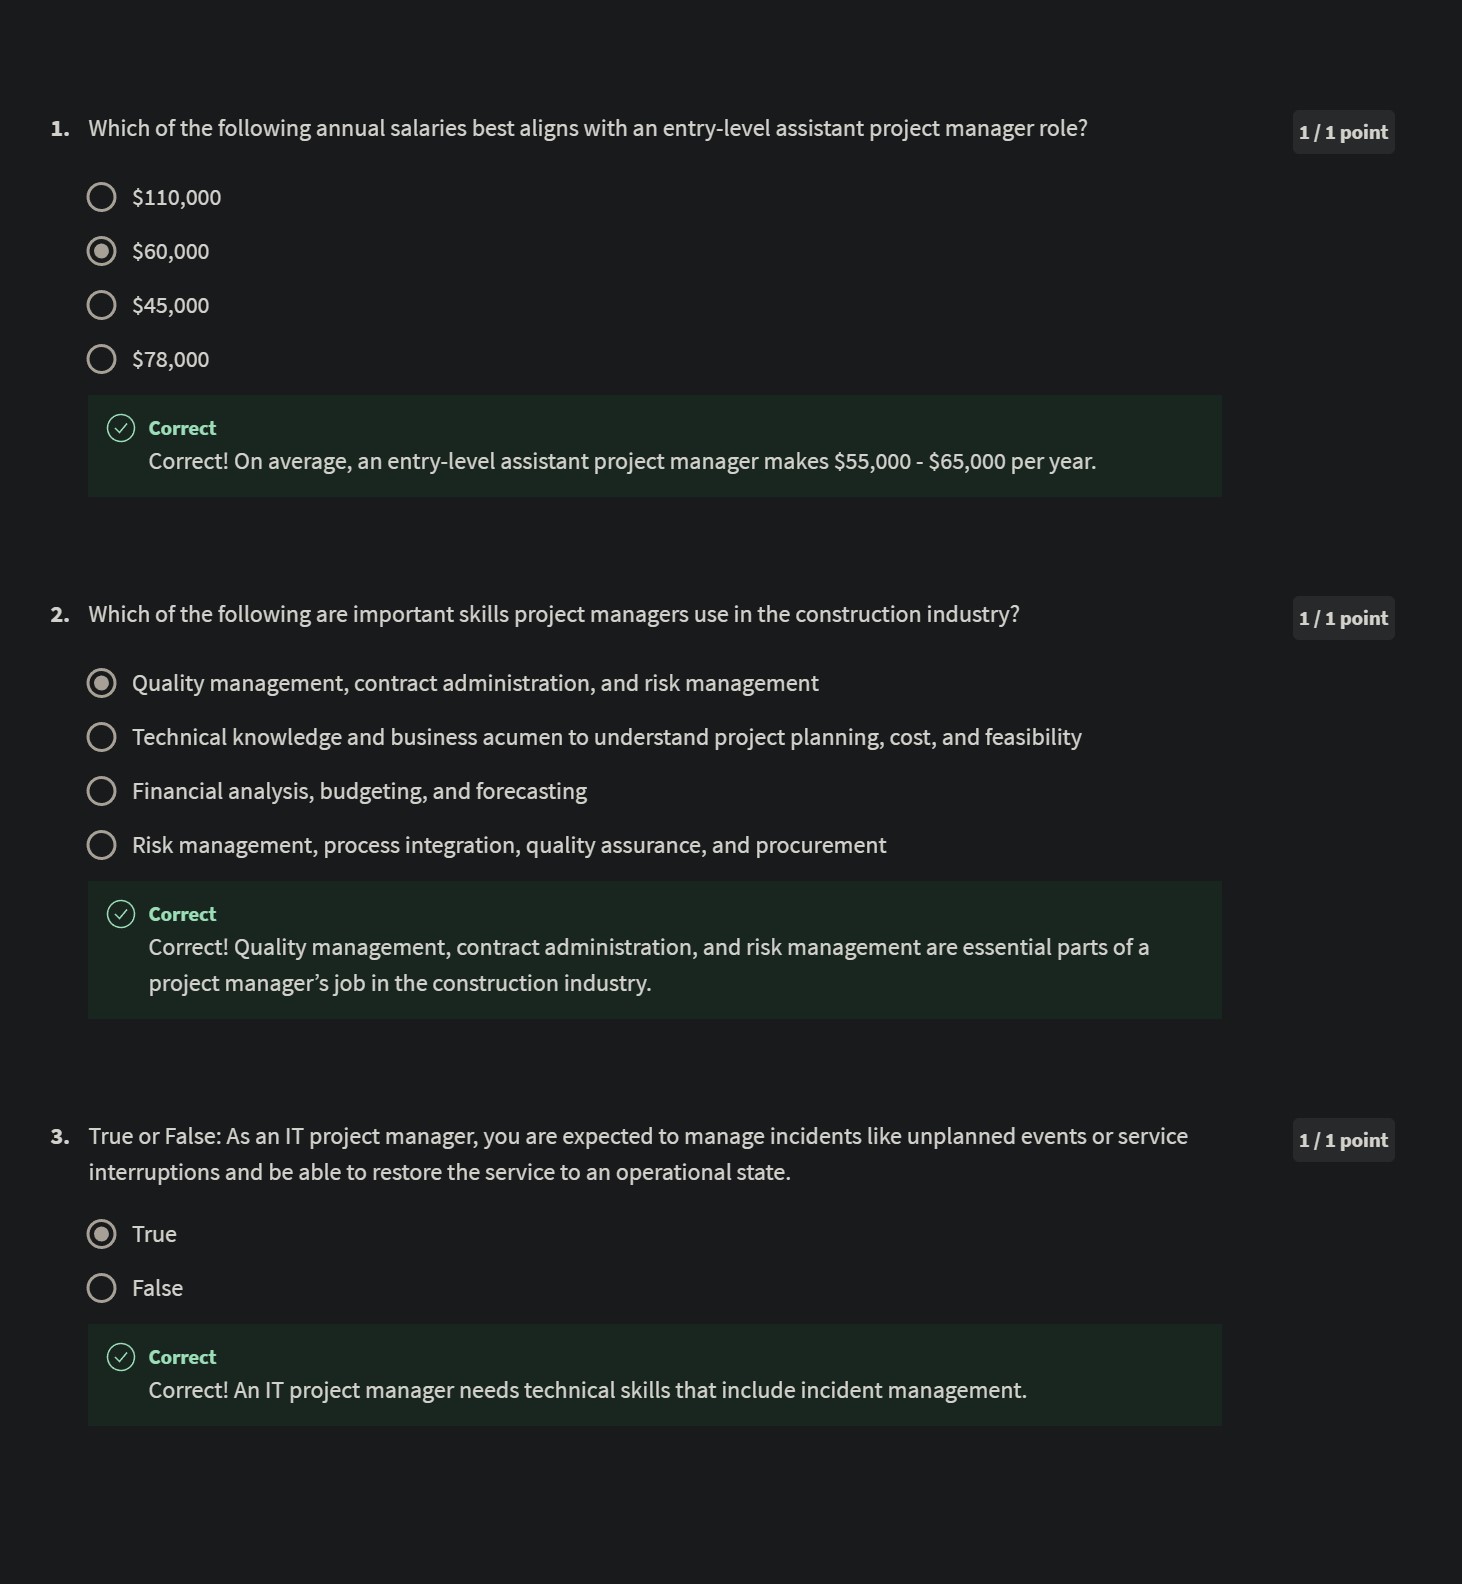 1. Which of the following annual salaries best aligns with an entry-level assistant project manager role?
1 / 1 point
$110,000
$60,000
$45,000
$78,000
Correct
Correct! On average, an entry-level assistant project manager makes $55,000 - $65,000 per year.
2. Which of the following are important skills project managers use in the construction industry?
1 / 1 point
Quality management, contract administration, and risk management
Technical knowledge and business acumen to understand project planning, cost, and feasibility
Financial analysis, budgeting, and forecasting
Risk management, process integration, quality assurance, and procurement
Correct
Correct! Quality management, contract administration, and risk management are essential parts of a
project manager’s job in the construction industry.
3. True or False: As an IT project manager, you are expected to manage incidents like unplanned events or service
1 / 1 point
interruptions and be able to restore the service to an operational state.
True
False
Correct
Correct! An IT project manager needs technical skills that include incident management.